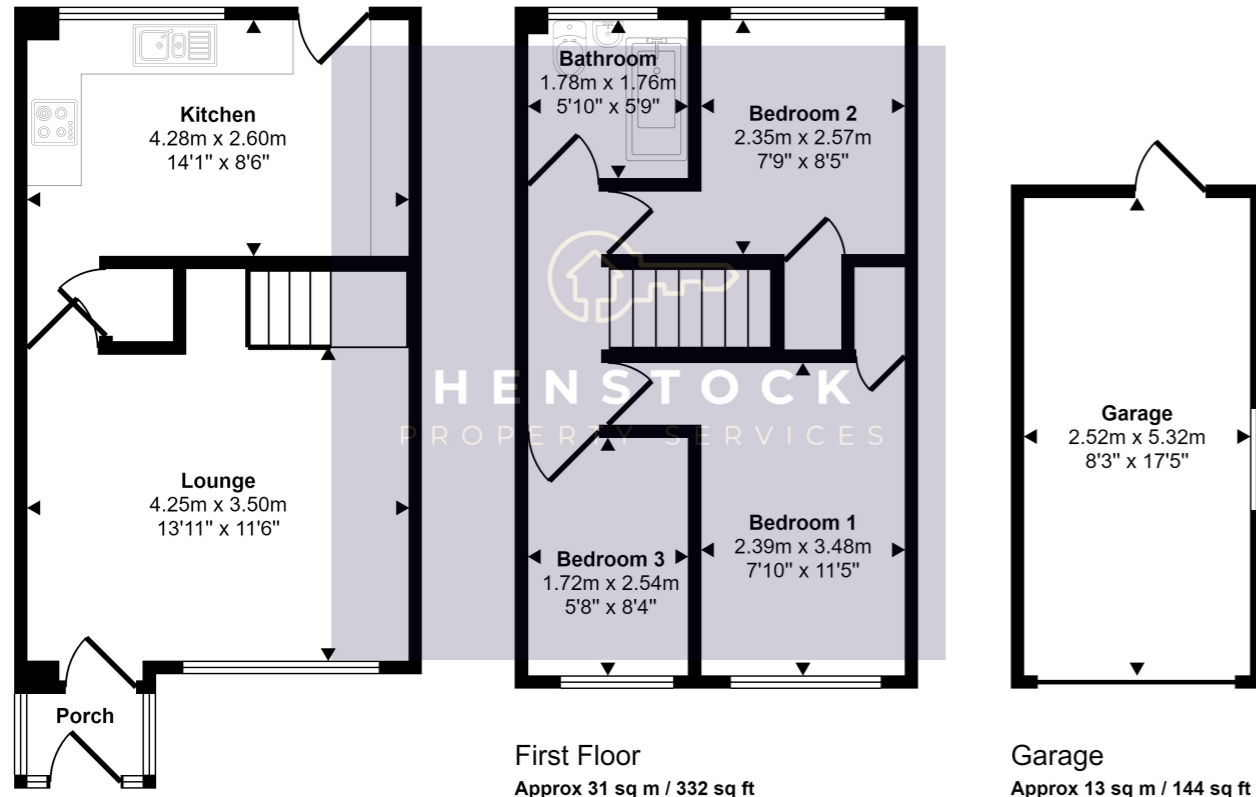 Kitchen
4.28m x 2.60m
14'1" x 8'6"
Lounge
4.25m x 3.50m
13'11" x 11'6"
Porch
Bathroom
1.78m x 1.76m
5'10" x 5'9"
Bedroom 2
2.35m x 2.57m
7'9" x 8'5"
HENSTOCK
PROPERTY SERVICES
Bedroom 3
1.72m x 2.54m
5'8" x 8'4"
Bedroom 1
2.39m x 3.48m
7'10" x 11'5"
First Floor
Approx 31 sq m / 332 sq ft
Garage
2.52m x 5.32m
8'3" x 17'5"
Garage
Approx 13 sq m / 144 sq ft